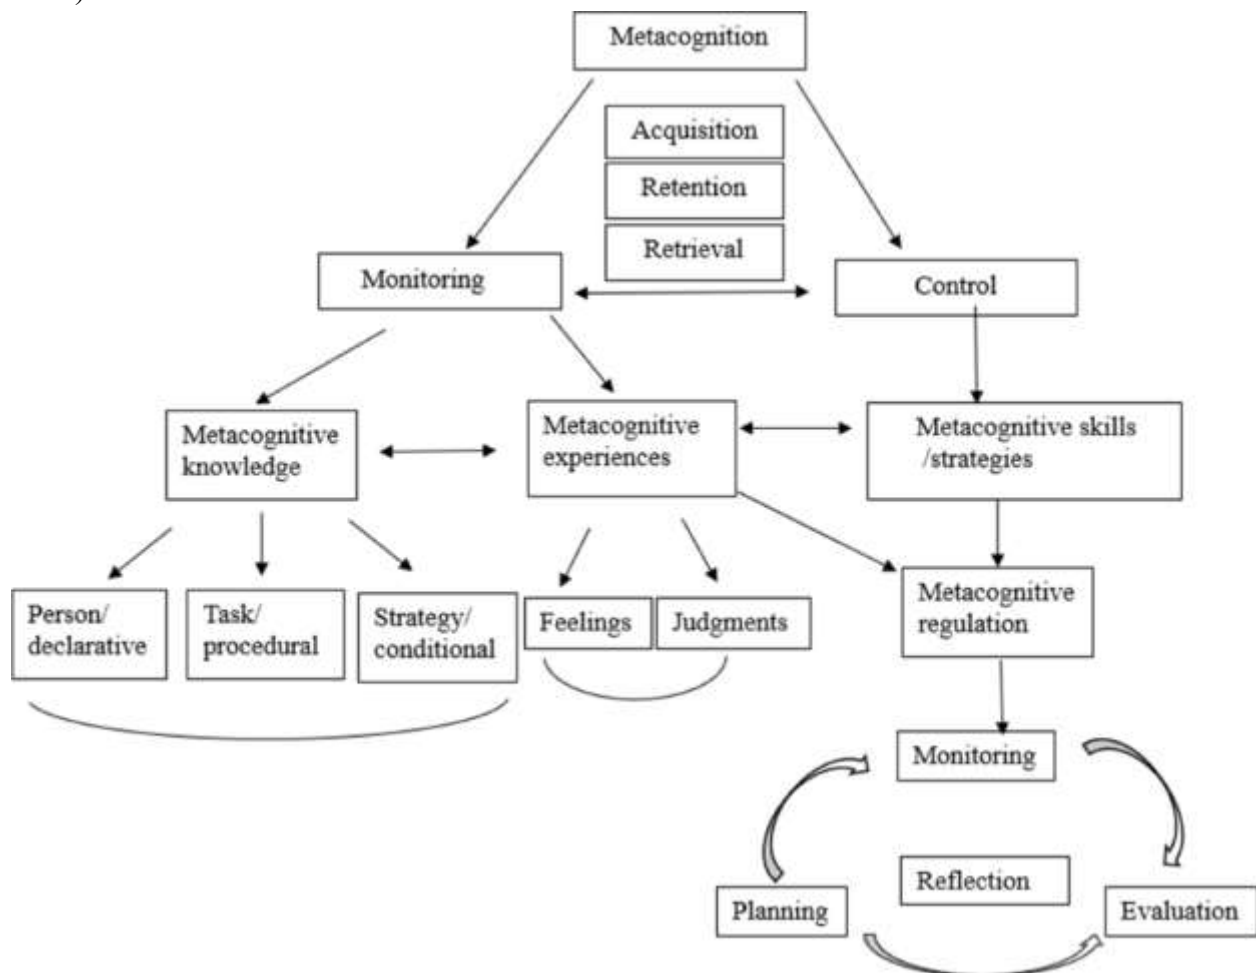 )
Metacognition
Acquisition
Retention
Retrieval
Monitoring
Control
Metacognitive
knowledge
Metacognitive
experiences
Metacognitive skills
/strategies
Person/
declarative
Task/
procedural
Strategy/
conditional
Feelings
Judgments
Metacognitive
regulation
Monitoring
Reflection
Planning
Evaluation